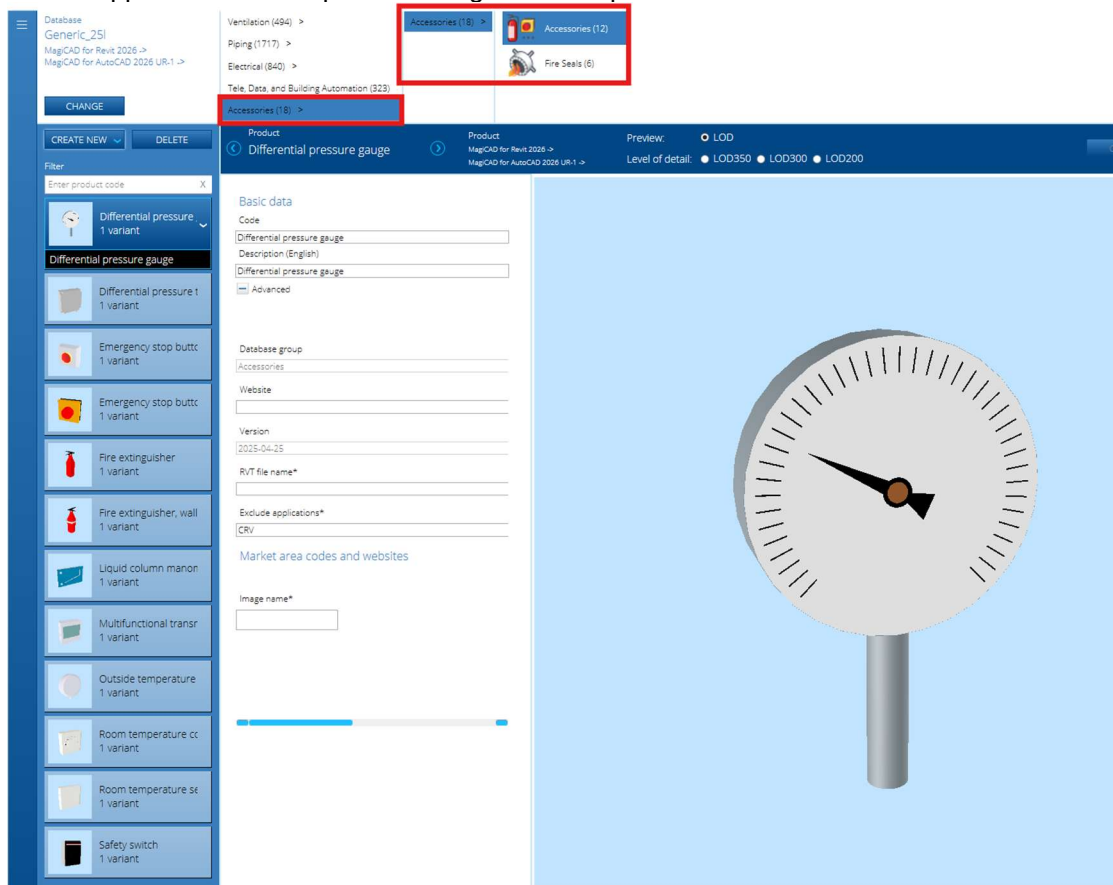 Database
Generic_25I
MagiCAD for Revit 2026 ->
MagiCAD for AutoCAD 2026 UR-1 ->
CHANGE
Ventilation (494) >
Piping (1717) >
Electrical (840) >
Tele, Data, and Building Automation (323)
Accessories (18) >
Accessories (18) >
Accessories (12)
Fire Seals (6)
CREATE NEW
DELETE
Filter
Enter product code X
Product
Differential pressure gauge
Product
MagiCAD for Revit 2026 ->
MagiCAD for AutoCAD 2026 UR-1 ->
Preview: LOD
Level of detail: LOD350 LOD300 LOD200
Differential pressure
1 variant
Differential pressure gauge
Differential pressure t
1 variant
Emergency stop butto
1 variant
Emergency stop butto
1 variant
Fire extinguisher
1 variant
Fire extinguisher, wall
1 variant
Liquid column manon
1 variant
Multifunctional transr
1 variant
Outside temperature
1 variant
Room temperature cc
1 variant
Room temperature se
1 variant
Safety switch
1 variant
Basic data
Code
Differential pressure gauge
Description (English)
Differential pressure gauge
Advanced
Database group
Accessories
Website
Version
2025-04-25
RVT file name*
Exclude applications*
CRV
Market area codes and websites
Image name*